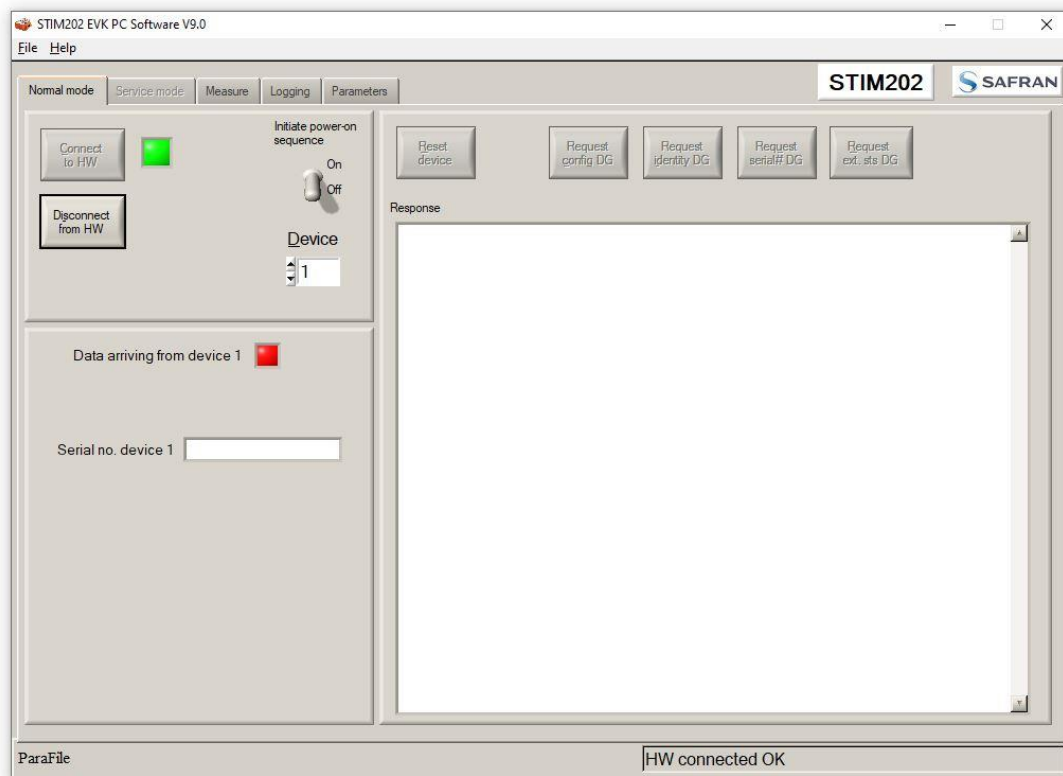 STIM202 EVK PC Software V9.0
File Help
Normal mode Service mode Measure Logging Parameters
STIM202
SAFRAN
Connect
to HW
Disconnect
from HW
Initiate power-on
sequence
On
Off
Device
1
Reset
device
Request
config DG
Request
identity DG
Request
serial# DG
Request
ext. sts DG
Response
Data arriving from device 1
Serial no. device 1
ParaFile
HW connected OK